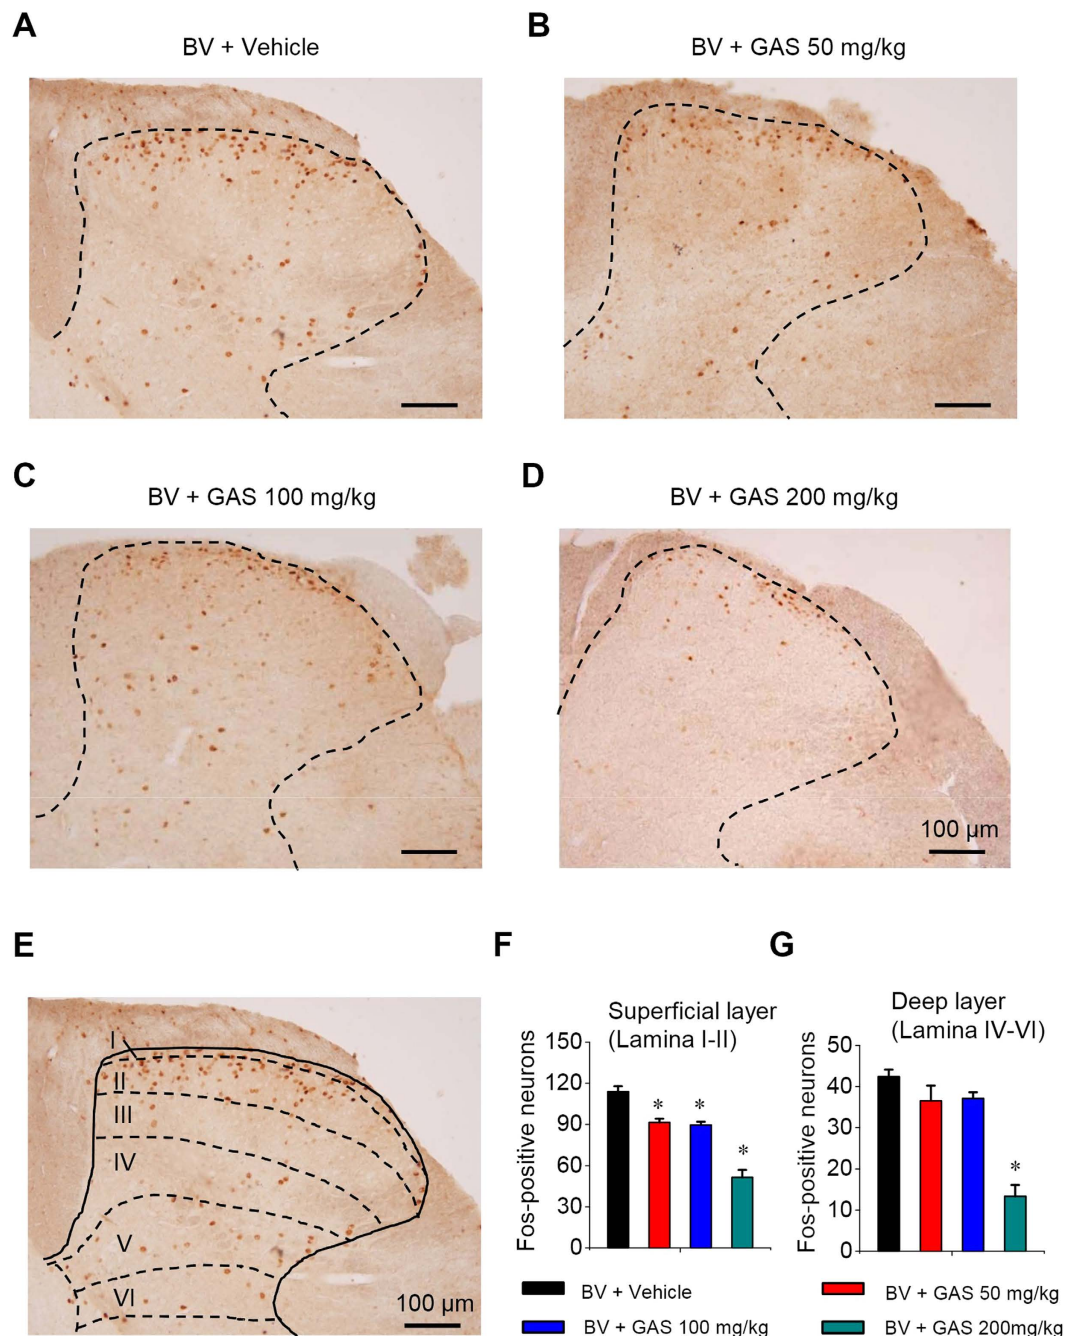 A
BV + Vehicle
B
BV + GAS 50 mg/kg
C
BV + GAS 100 mg/kg
D
BV + GAS 200 mg/kg
100 μm
E
I
II
III
IV
V
VI
100 μm
F
Superficial layer
(Lamina I-II)
Fos-positive neurons
150
120
90
60
30
0
*
*
*
G
Deep layer
(Lamina IV-VI)
Fos-positive neurons
50
40
30
20
10
0
*
BV + Vehicle
BV + GAS 50 mg/kg
BV + GAS 100 mg/kg
BV + GAS 200mg/kg